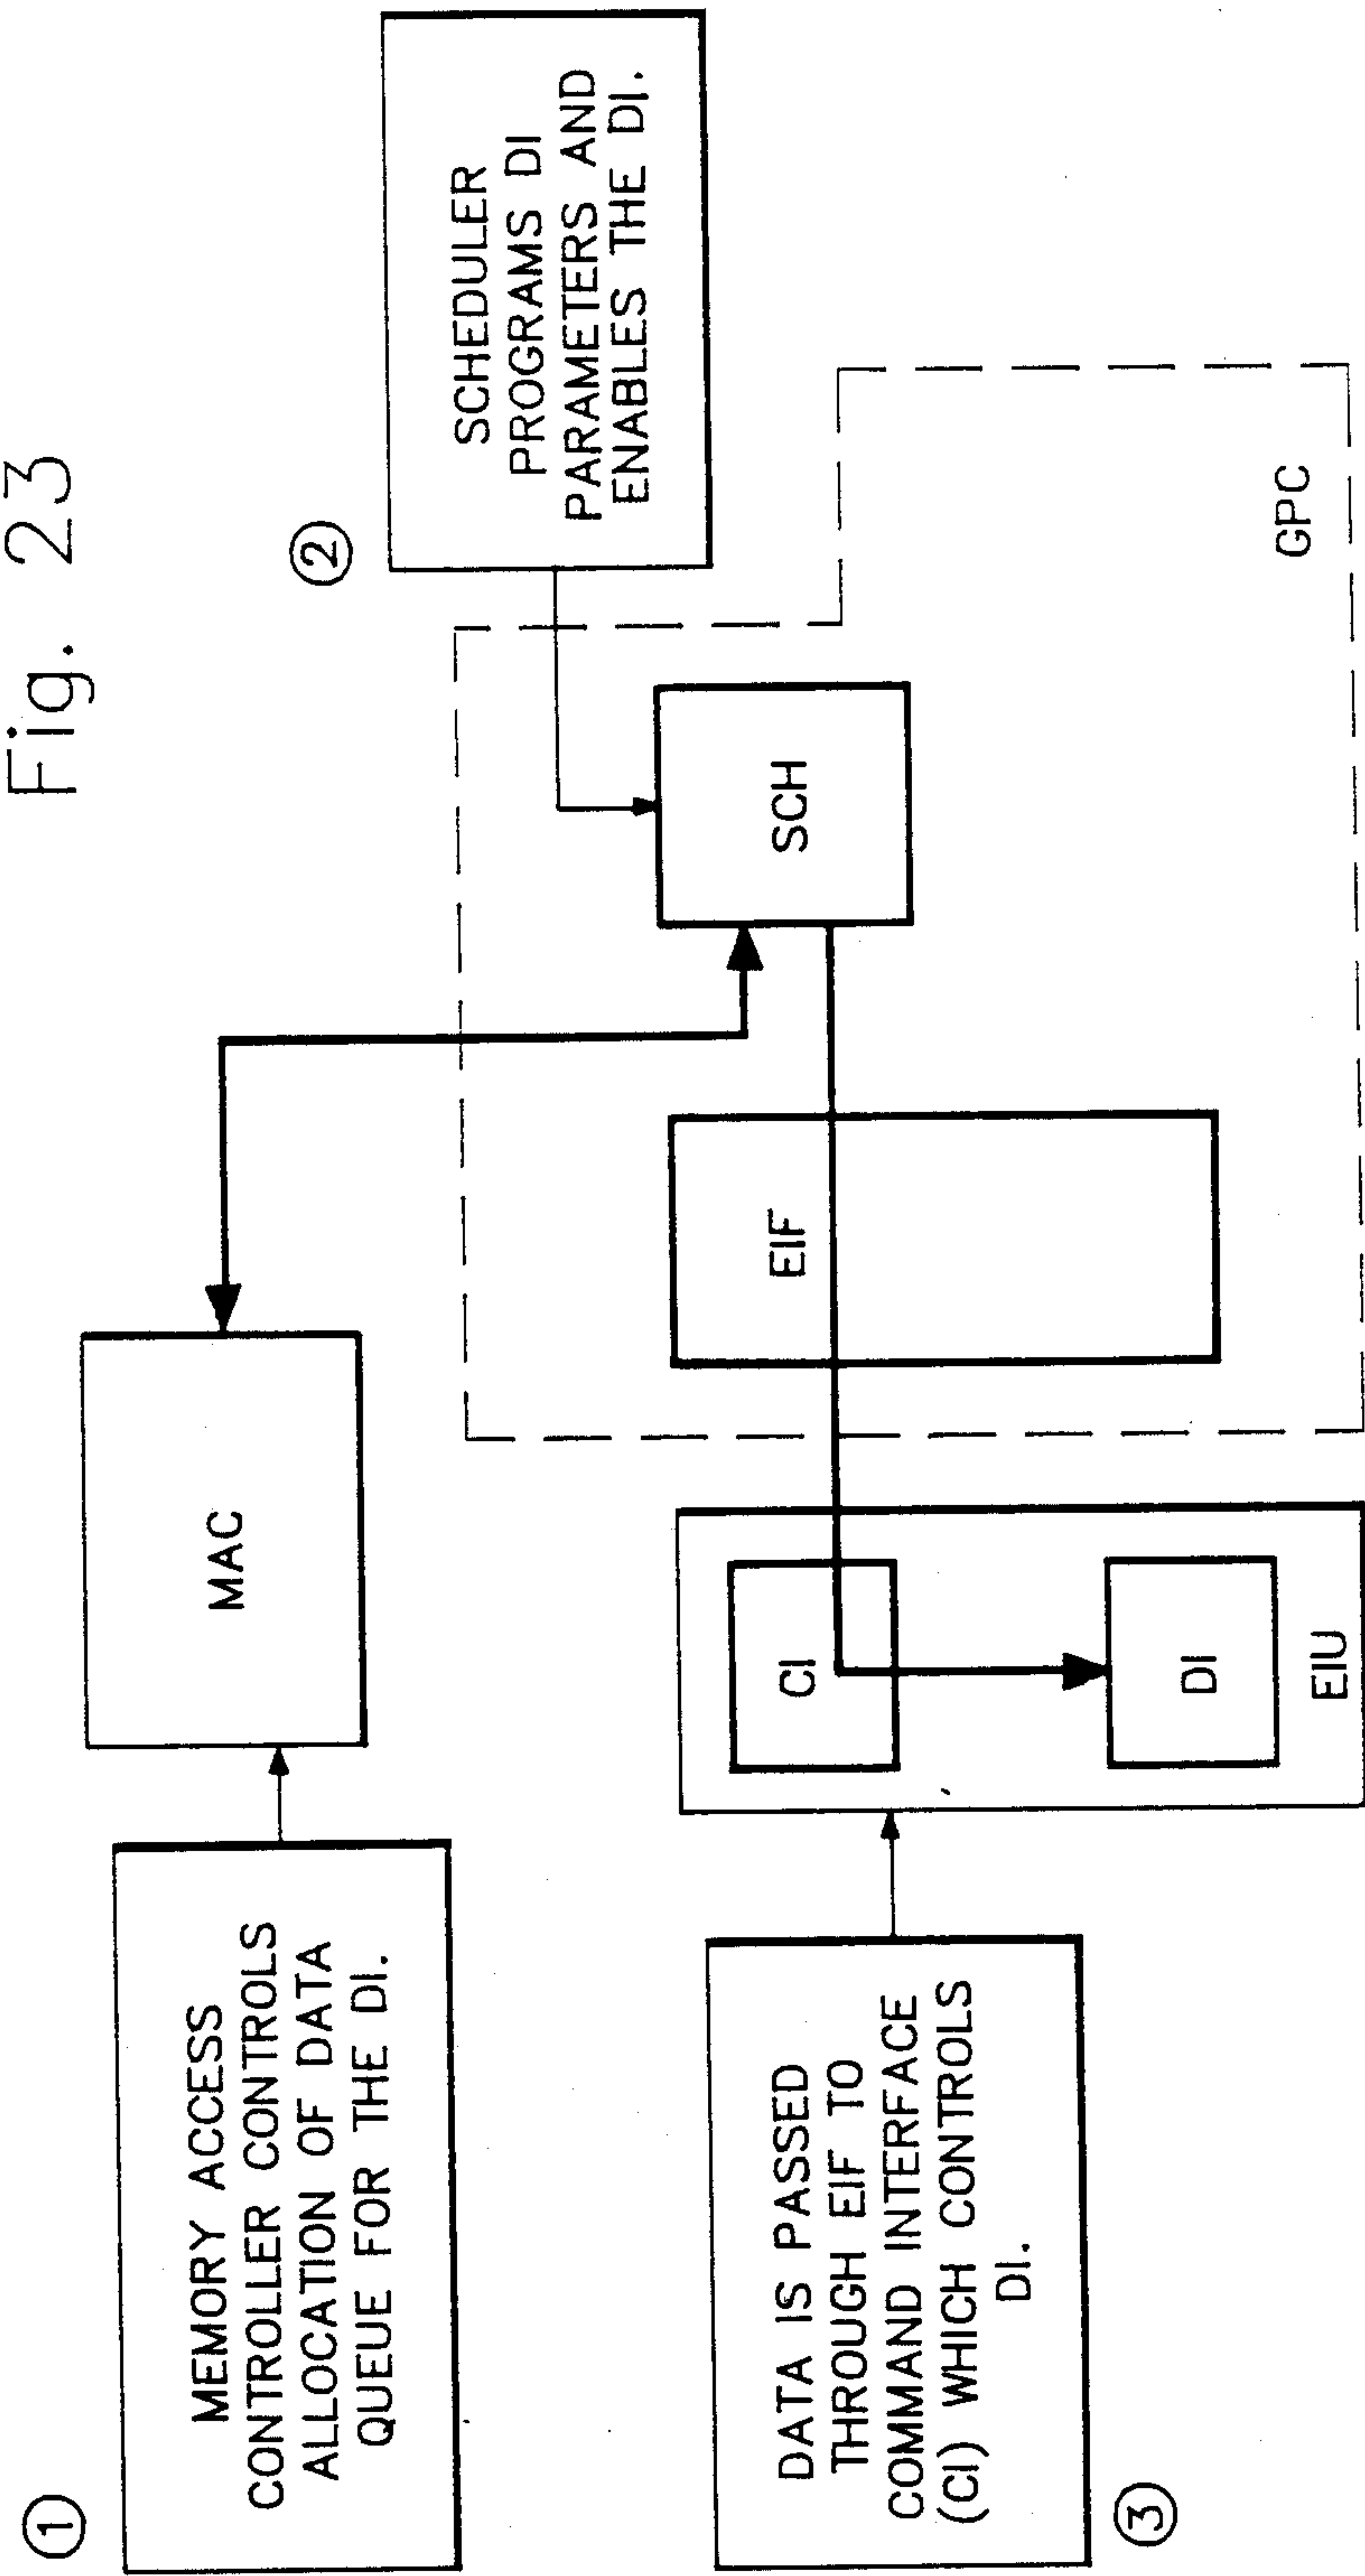 Fig. 23
①
MEMORY ACCESS
CONTROLLER CONTROLS
ALLOCATION OF DATA
QUEUE FOR THE DI.
MAC
②
SCHEDULER
PROGRAMS DI
PARAMETERS AND
ENABLES THE DI.
③
DATA IS PASSED
THROUGH EIF TO
COMMAND INTERFACE
(CI) WHICH CONTROLS
DI.
CI
DI
EIU
EIF
SCH
GPC